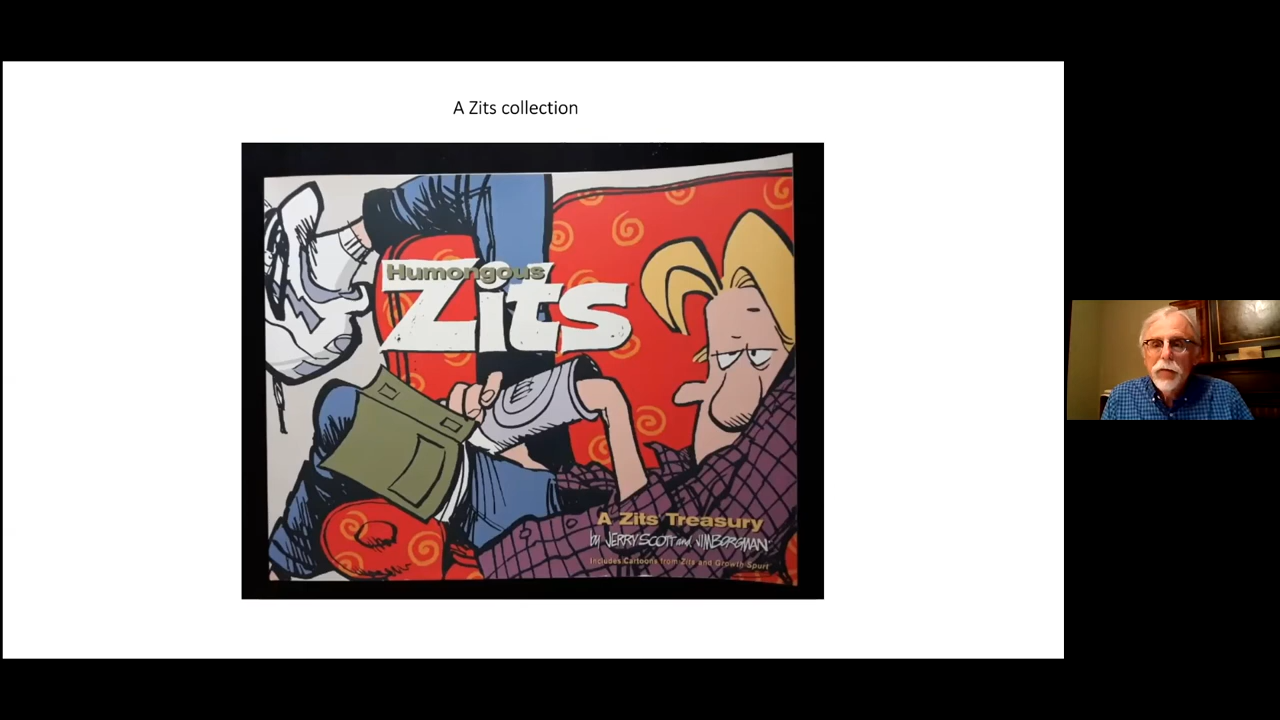 A Zits collection
Humongous
Zits
A Zits Treasury
by JERRY SCOTT and JIM BORGMAN
Includes Cartoons from Zits and Growth Spurt